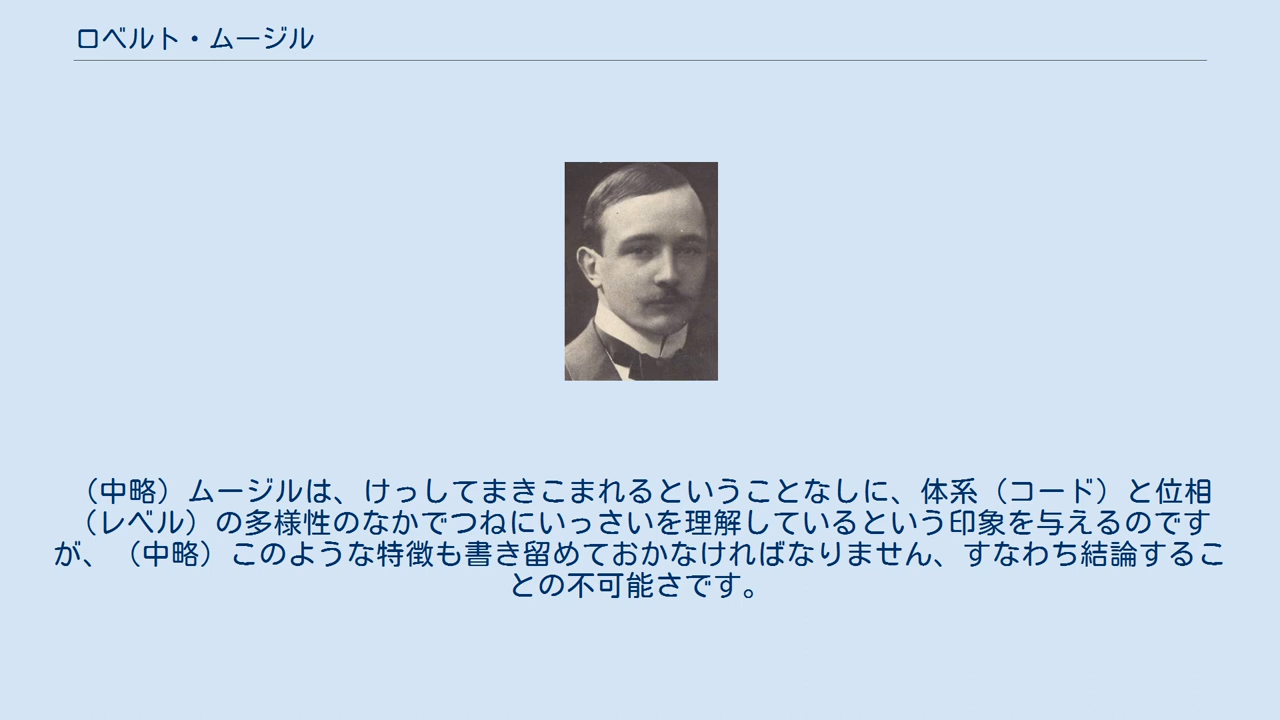 ロベルト・ムージル
（中略）ムージルは、けっしてまきこまれるということなしに、体系（コード）と位相
（レベル）の多様性のなかでつねにいっさいを理解しているという印象を与えるのです
が、（中略）このような特徴も書き留めておかなければなりません、すなわち結論するこ
との不可能さです。